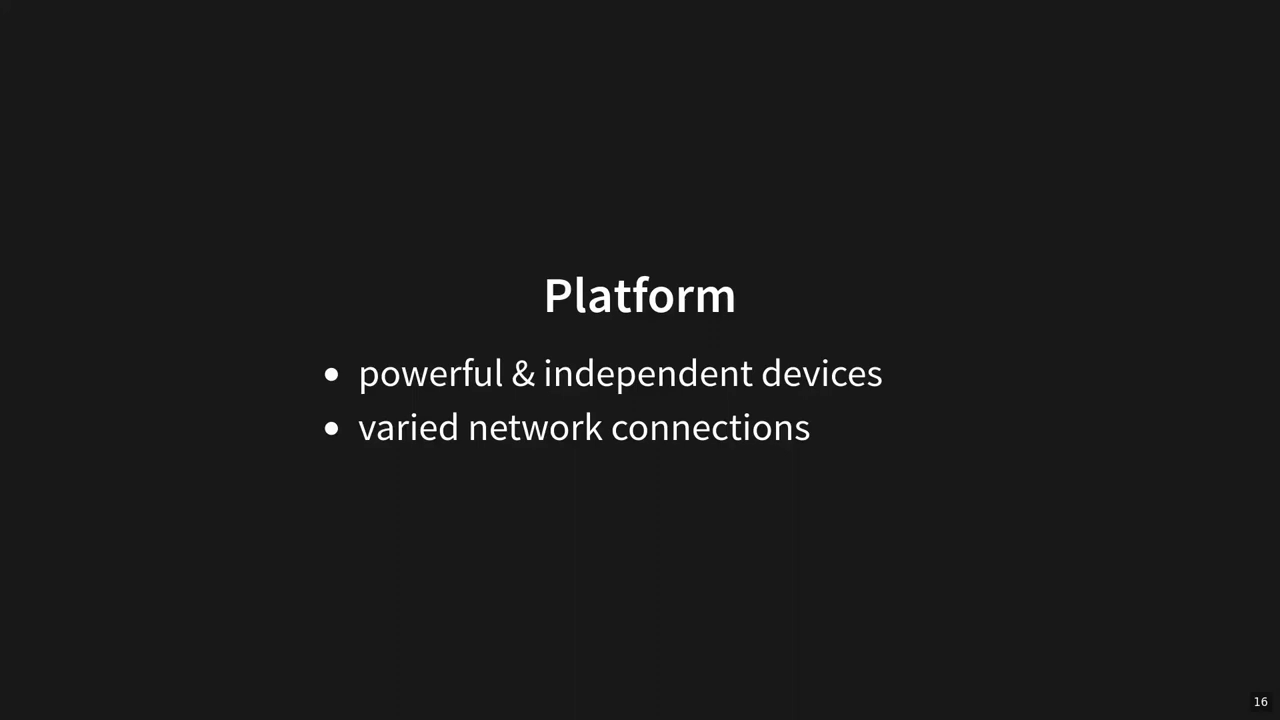 Platform
• powerful & independent devices
• varied network connections
16